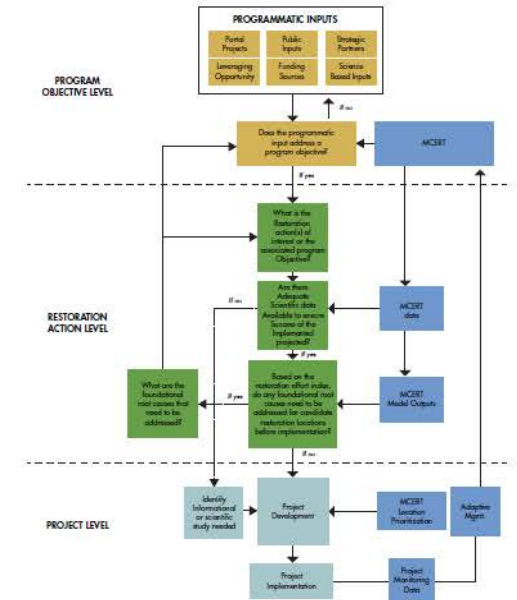 PROGRAMMATIC INPUTS
Portal
Projects
Public
Inputs
Strategic
Partners
Leveraging
Opportunity
Funding
Sources
Science
Based Inputs
PROGRAM
OBJECTIVE LEVEL
If no
Does the programmatic
input address a
program objective?
MCERT
If yes
What is the
Restoration
action(s) of
interest or the
associated program
Objective?
Are there
Adequate
Scientific data
Available to ensure
Success of the
Implemented
projected?
If no
MCERT
data
RESTORATION
ACTION LEVEL
If yes
What are the
foundational
root causes that
need to be
addressed?
If yes
Based on the
restoration effort index,
do any foundational root
causes need to be
addressed for candidate
restoration locations
before implementation?
MCERT
Model Outputs
If no
PROJECT LEVEL
Identify
Informational
or scientific
study needed
Project
Development
MCERT
Location
Prioritization
Adaptive
Mgmt
Project
Implementation
Project
Monitoring
Data